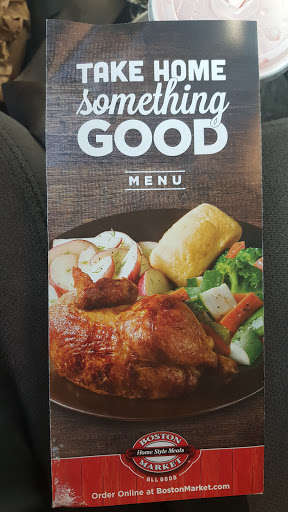 TAKE HOME
something
GOOD
MENU
BOSTON
Home Style Meals
MARKET
ALL GOOD
Order Online at BostonMarket.com